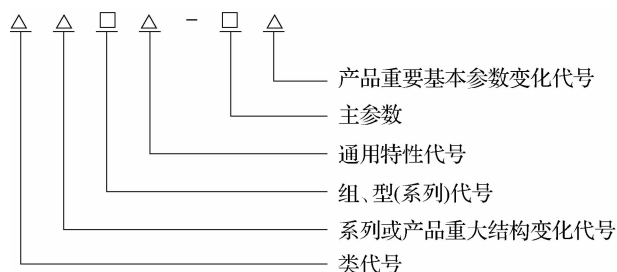 △ △ □ △ - □ △
产品重要基本参数变化代号
主参数
通用特性代号
组、型(系列)代号
系列或产品重大结构变化代号
类代号